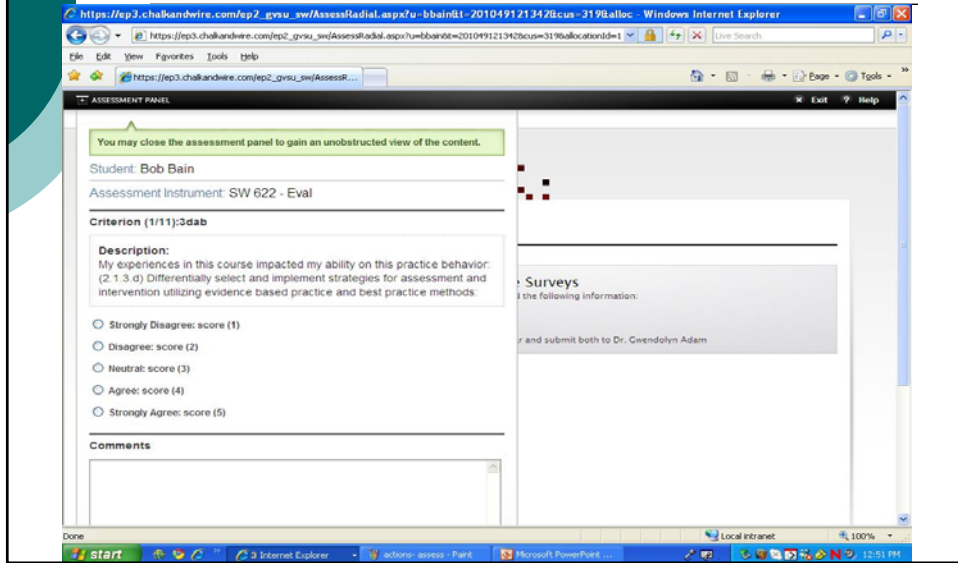 https://ep3.chalkandwire.com/ep2_gvsu_sw/AssessRadial.aspx?u=bbain&t=2010491213428&cus=319&alloc - Windows Internet Explorer
https://ep3.chalkandwire.com/ep2_gvsu_sw/AssessRadial.aspx?u=bbain&t=2010491213428&cus=319&allocationId=1
Live Search
File Edit View Favorites Tools Help
https://ep3.chalkandwire.com/ep2_gvsu_sw/AssessR...
Page Tools
ASSESSMENT PANEL
Exit ? Help
You may close the assessment panel to gain an unobstructed view of the content.
Student: Bob Bain
Assessment Instrument: SW 622 - Eval
Criterion (1/11):3dab
Description:
My experiences in this course impacted my ability on this practice behavior:
(2.1.3.d) Differentially select and implement strategies for assessment and
intervention utilizing evidence based practice and best practice methods:
Surveys
the following information:
Strongly Disagree: score (1)
Disagree: score (2)
and submit both to Dr. Gwendolyn Adam
Neutral: score (3)
Agree: score (4)
Strongly Agree: score (5)
Comments
Done
Local intranet
100%
start
3 Internet Explorer
actions- assess - Paint
Microsoft PowerPoint ...
12:51 PM